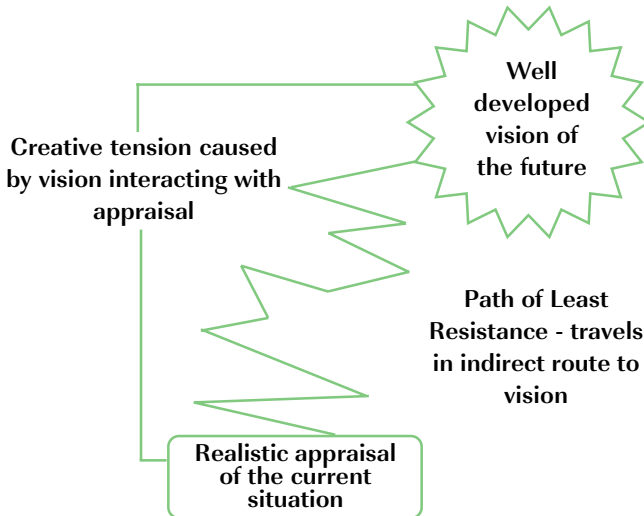 Well
developed
vision of
the future
Creative tension caused
by vision interacting with
appraisal
Path of Least
Resistance - travels
in indirect route to
vision
Realistic appraisal
of the current
situation